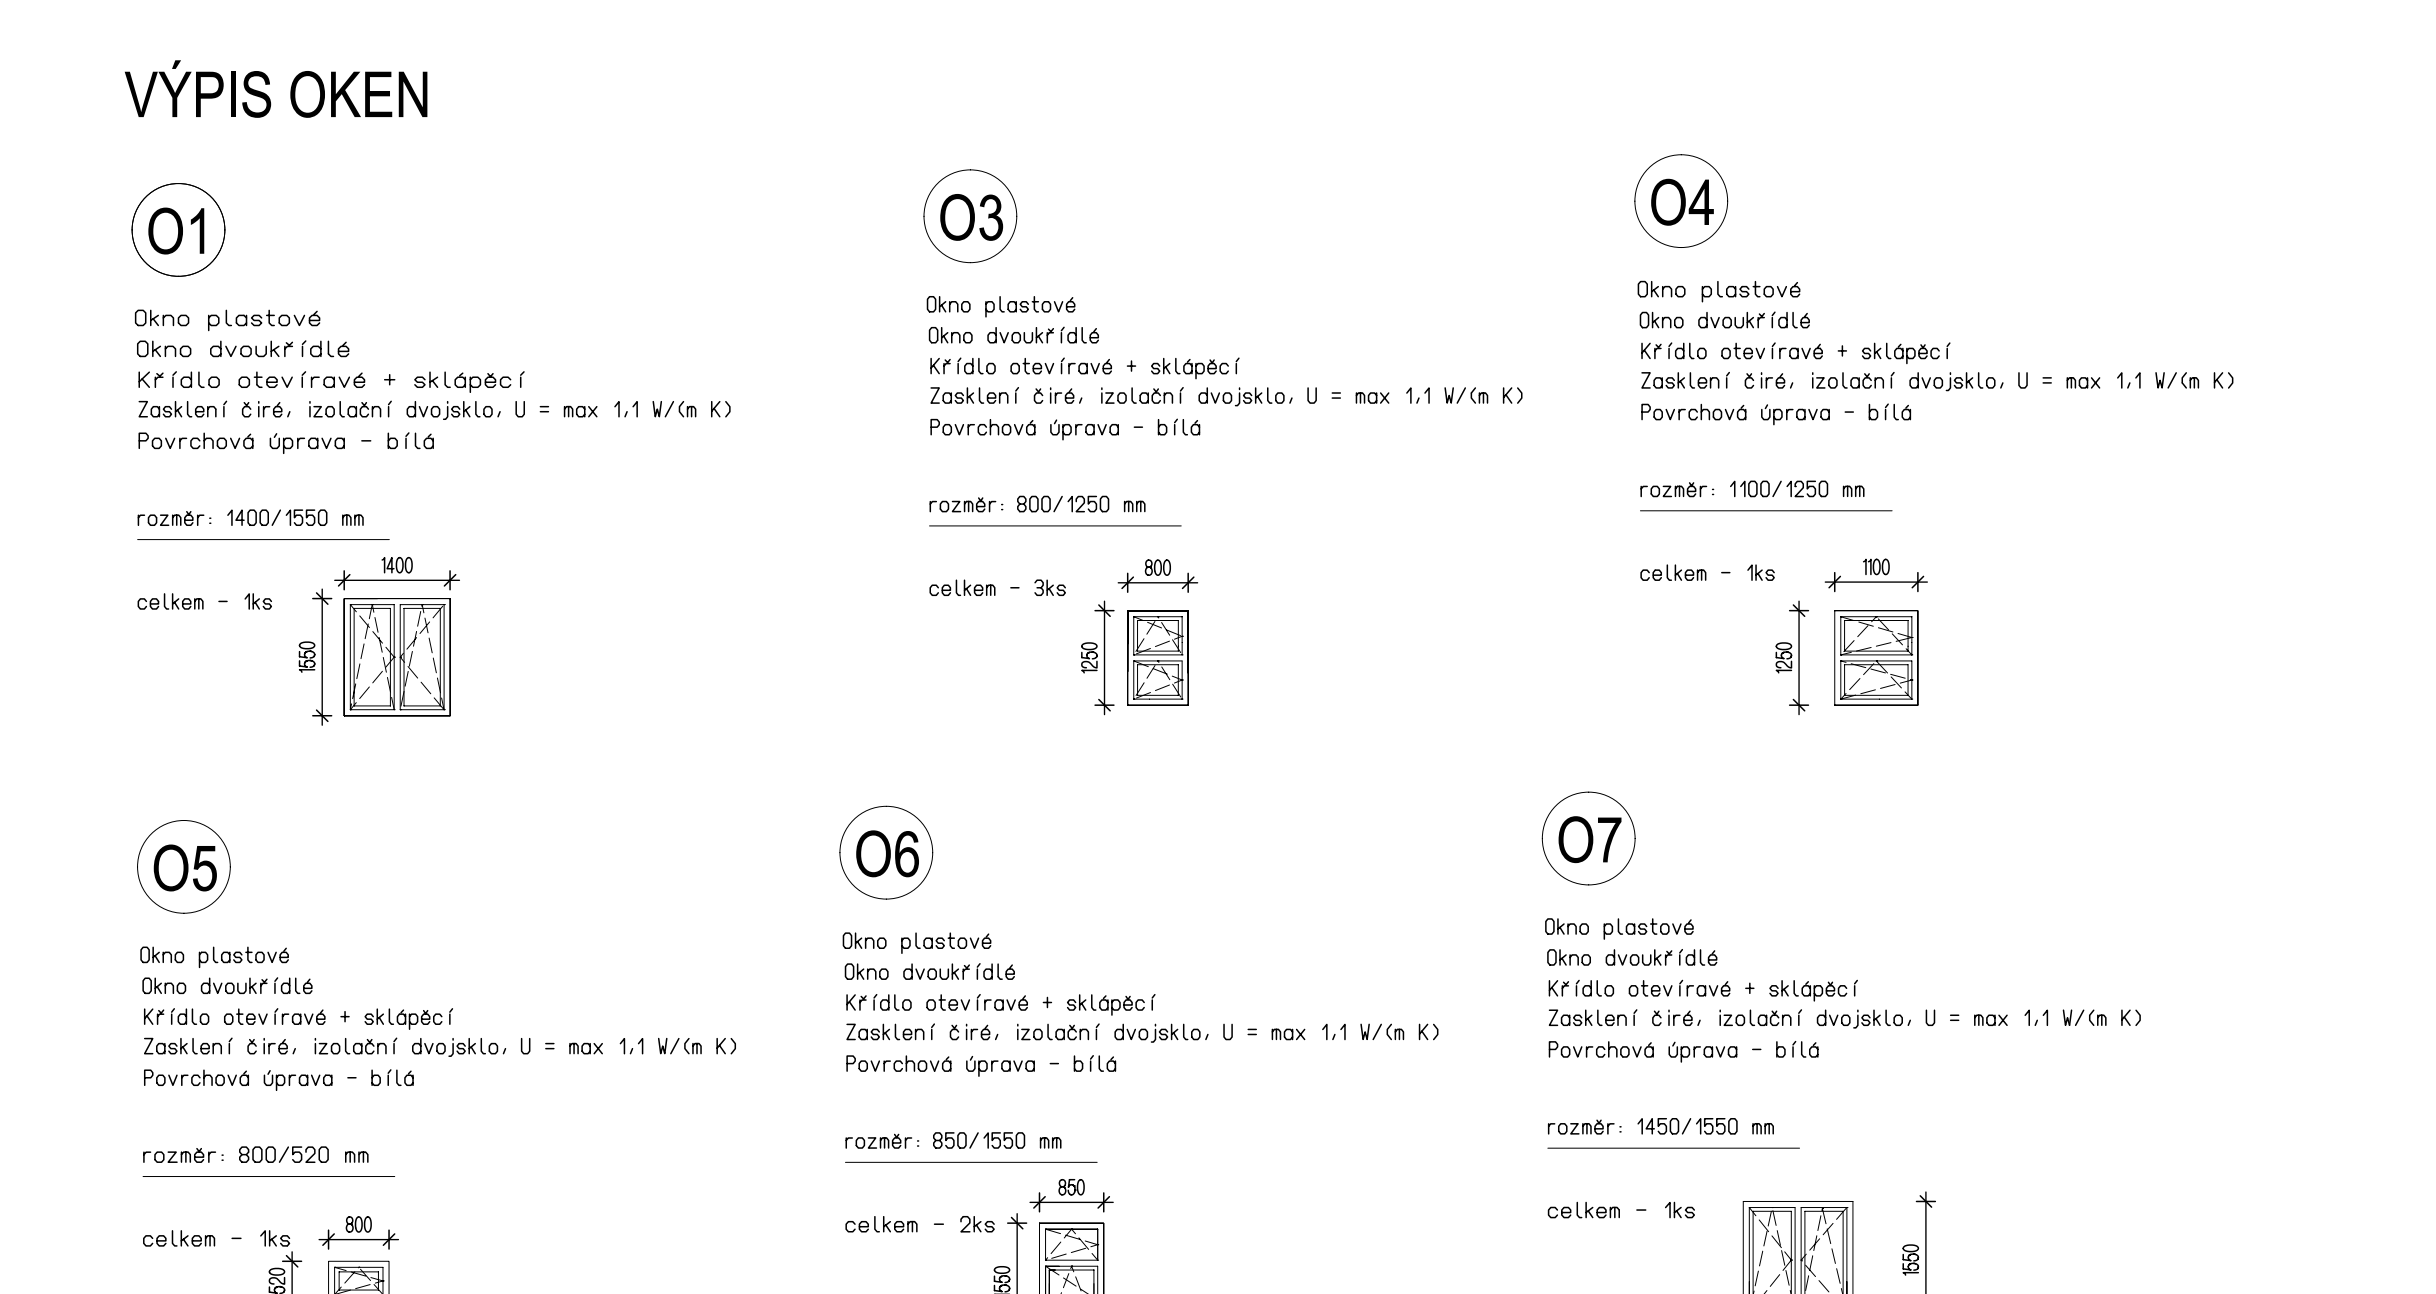 VÝPIS OKEN
O1
Okno plastové
Okno dvoukřídlé
Křídlo otevíravé + sklápěcí
Zasklení čiré, izolační dvojsklo, U = max 1,1 W/(m K)
Povrchová úprava - bílá
rozměr: 1400/1550 mm
1400
celkem - 1ks
1550
O3
Okno plastové
Okno dvoukřídlé
Křídlo otevíravé + sklápěcí
Zasklení čiré, izolační dvojsklo, U = max 1,1 W/(m K)
Povrchová úprava - bílá
rozměr: 800/1250 mm
800
celkem - 3ks
1250
O4
Okno plastové
Okno dvoukřídlé
Křídlo otevíravé + sklápěcí
Zasklení čiré, izolační dvojsklo, U = max 1,1 W/(m K)
Povrchová úprava - bílá
rozměr: 1100/1250 mm
1100
celkem - 1ks
1250
O5
Okno plastové
Okno dvoukřídlé
Křídlo otevíravé + sklápěcí
Zasklení čiré, izolační dvojsklo, U = max 1,1 W/(m K)
Povrchová úprava - bílá
rozměr: 800/520 mm
800
celkem - 1ks
520
O6
Okno plastové
Okno dvoukřídlé
Křídlo otevíravé + sklápěcí
Zasklení čiré, izolační dvojsklo, U = max 1,1 W/(m K)
Povrchová úprava - bílá
rozměr: 850/1550 mm
850
celkem - 2ks
1550
O7
Okno plastové
Okno dvoukřídlé
Křídlo otevíravé + sklápěcí
Zasklení čiré, izolační dvojsklo, U = max 1,1 W/(m K)
Povrchová úprava - bílá
rozměr: 1450/1550 mm
celkem - 1ks
1550